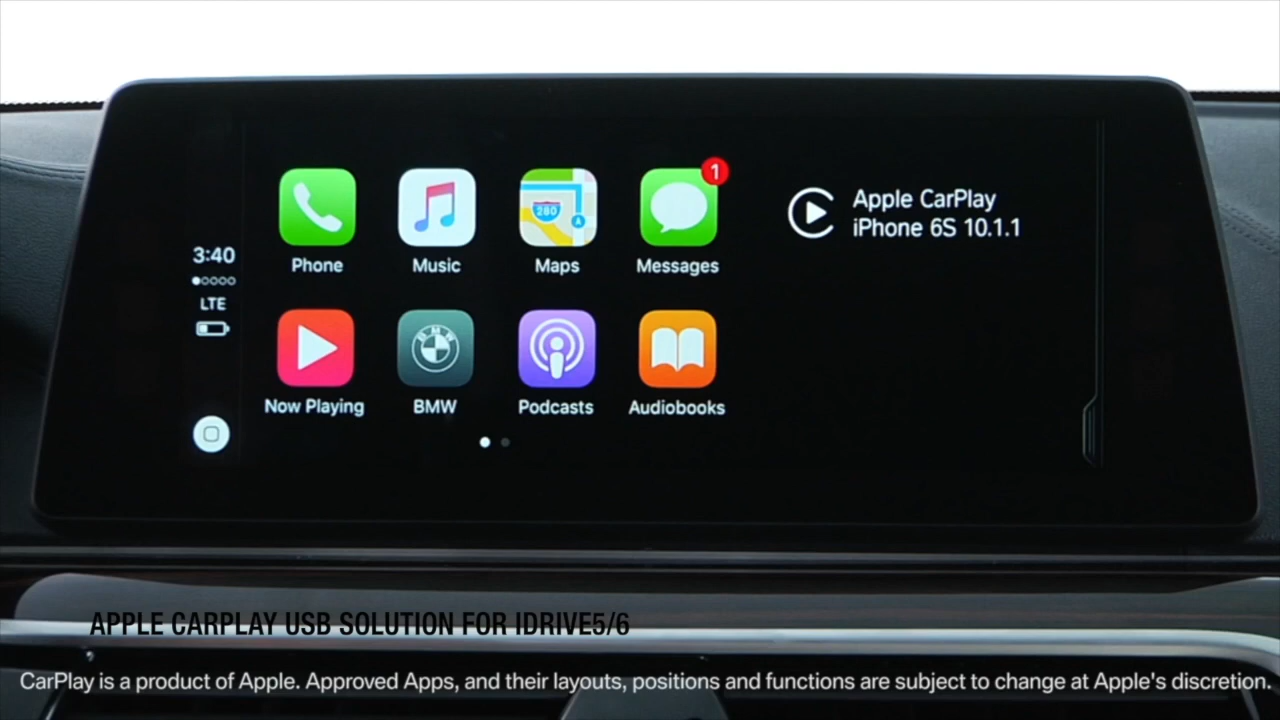 3:40
LTE
Phone
Music
280
A
Maps
1
Messages
Apple CarPlay
iPhone 6S 10.1.1
Now Playing
BMW
BMW
Podcasts
Audiobooks
APPLE CARPLAY USB SOLUTION FOR IDRIVE5/6
CarPlay is a product of Apple. Approved Apps, and their layouts, positions and functions are subject to change at Apple's discretion.